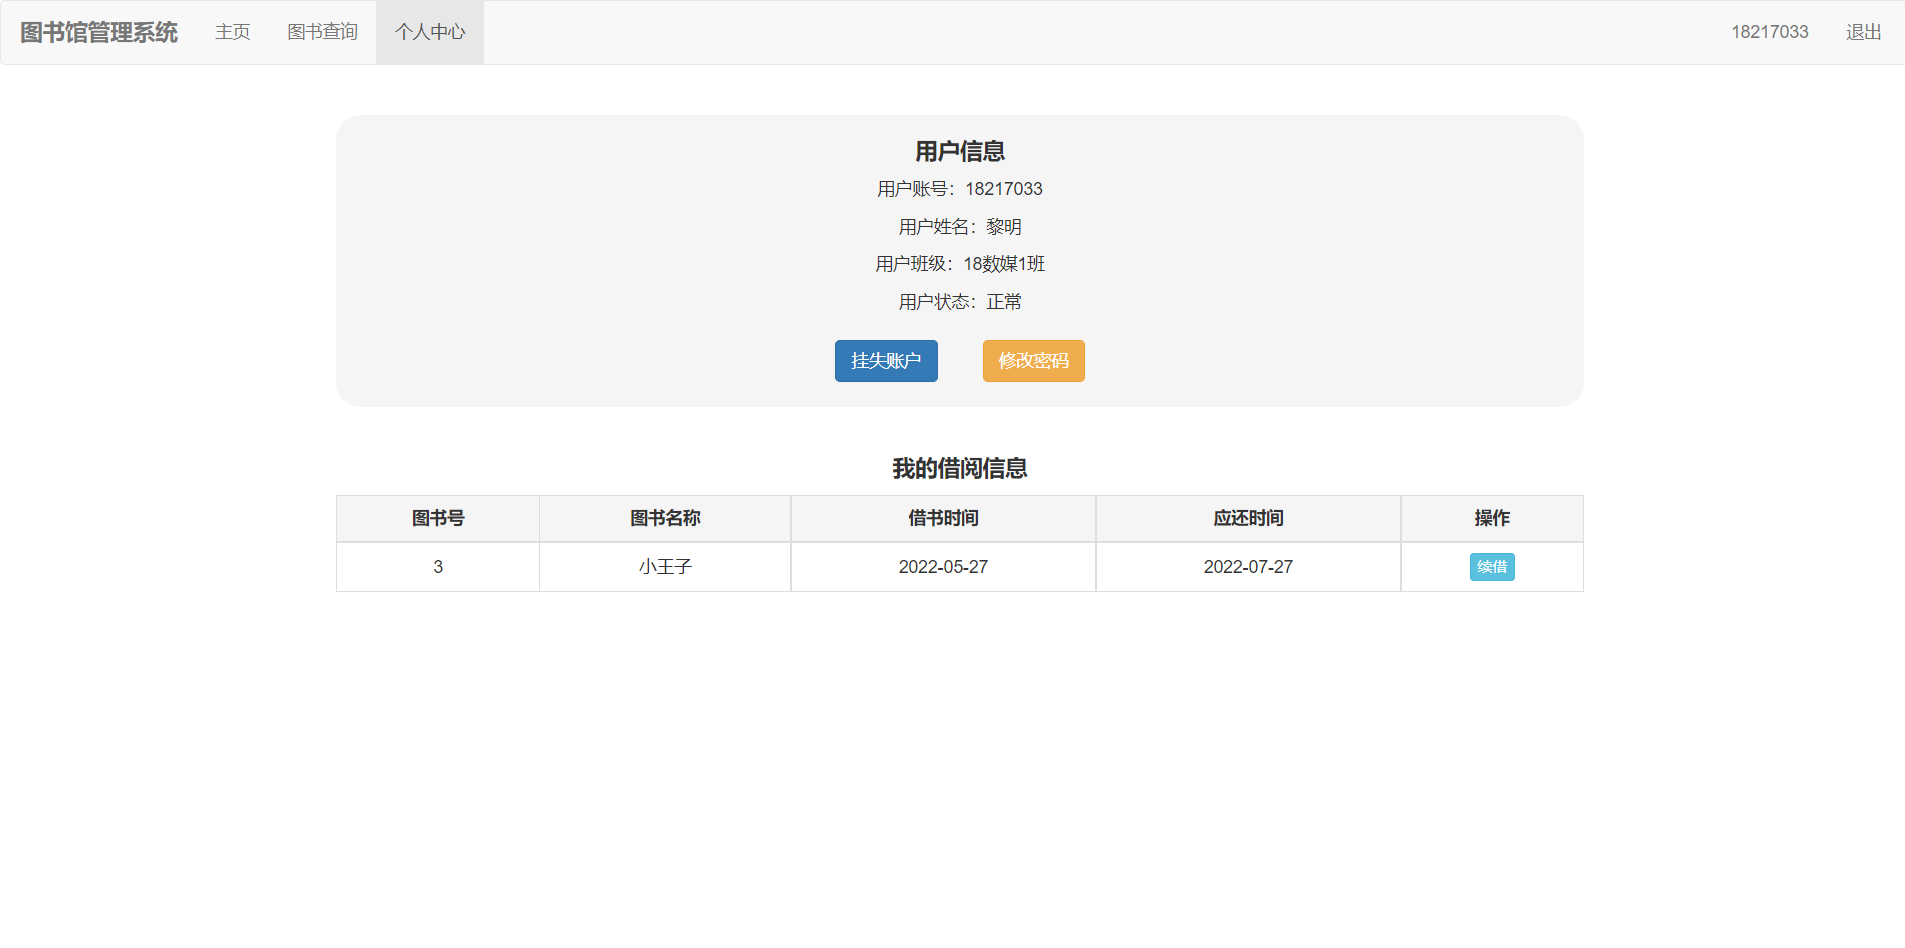 图书馆管理系统 主页 图书查询 个人中心 18217033 退出
用户信息
用户账号：18217033
用户姓名：黎明
用户班级：18数媒1班
用户状态：正常
挂失账户 修改密码
我的借阅信息
图书号 图书名称 借书时间 应还时间 操作
3 小王子 2022-05-27 2022-07-27 续借